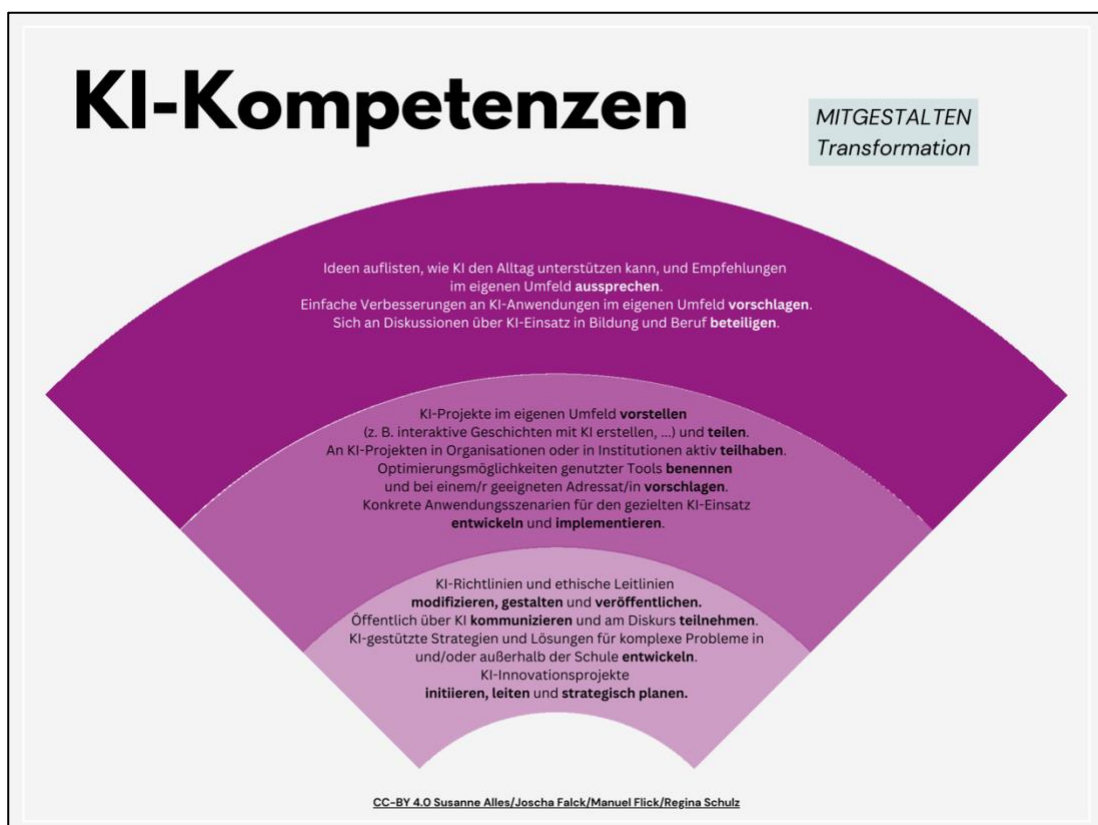 KI-Kompetenzen
MITGESTALTEN
Transformation
Ideen auflisten, wie KI den Alltag unterstützen kann, und Empfehlungen
im eigenen Umfeld aussprechen.
Einfache Verbesserungen an KI-Anwendungen im eigenen Umfeld vorschlagen.
Sich an Diskussionen über KI-Einsatz in Bildung und Beruf beteiligen.
KI-Projekte im eigenen Umfeld vorstellen
(z. B. interaktive Geschichten mit KI erstellen, ...) und teilen.
An KI-Projekten in Organisationen oder in Institutionen aktiv teilhaben.
Optimierungsmöglichkeiten genutzter Tools benennen
und bei einem/r geeigneten Adressat/in vorschlagen.
Konkrete Anwendungsszenarien für den gezielten KI-Einsatz
entwickeln und implementieren.
KI-Richtlinien und ethische Leitlinien
modifizieren, gestalten und veröffentlichen.
Öffentlich über KI kommunizieren und am Diskurs teilnehmen.
KI-gestützte Strategien und Lösungen für komplexe Probleme in
und/oder außerhalb der Schule entwickeln.
KI-Innovationsprojekte
initiieren, leiten und strategisch planen.
CC-BY 4.0 Susanne Alles/Joscha Falck/Manuel Flick/Regina Schulz